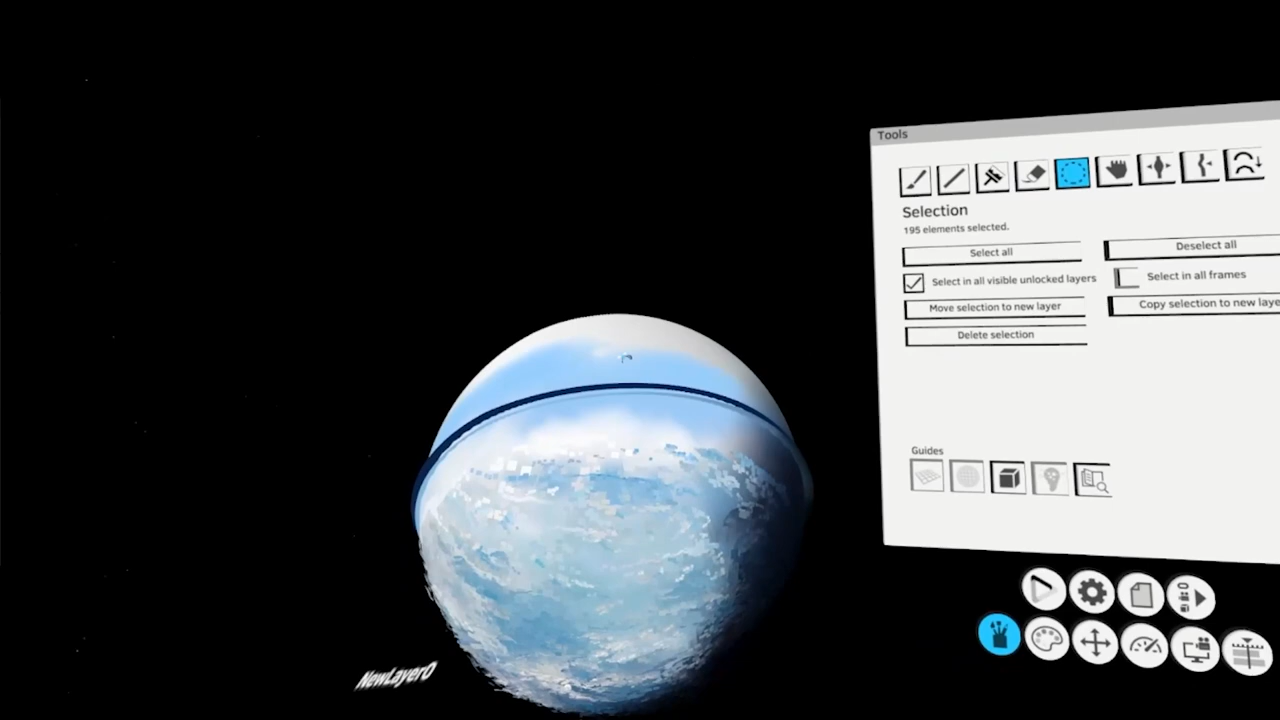 Tools
Selection
195 elements selected.
Select all
Deselect all
Select in all visible unlocked layers
Select in all frames
Move selection to new layer
Copy selection to new laye
Delete selection
Guides
NewLayer0